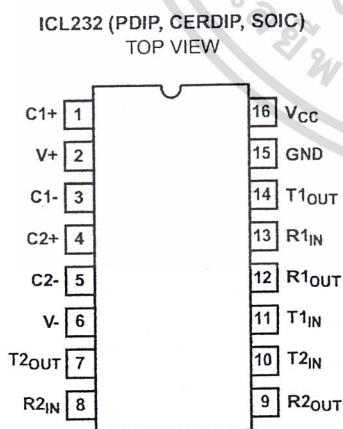 ICL232 (PDIP, CERDIP, SOIC)
TOP VIEW
C1+ 1
V+ 2
C1- 3
C2+ 4
C2- 5
V- 6
T2OUT 7
R2IN 8
16 VCC
15 GND
14 T1OUT
13 R1IN
12 R1OUT
11 T1IN
10 T2IN
9 R2OUT